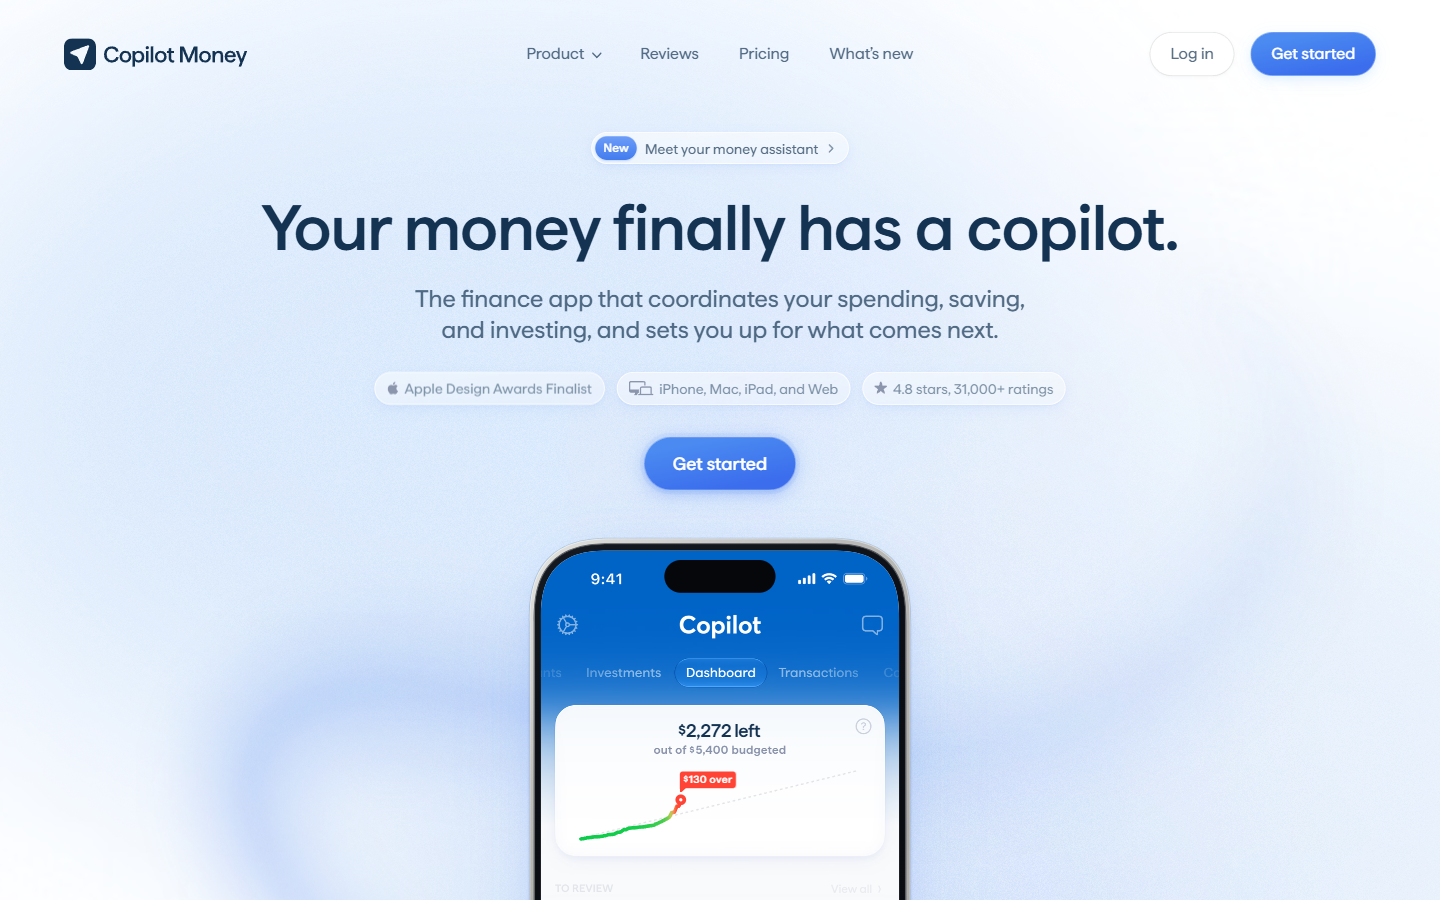 Copilot Money
Product
Reviews
Pricing
What's new
Log in
Get started
New
Meet your money assistant
Your money finally has a copilot.
The finance app that coordinates your spending, saving,
and investing, and sets you up for what comes next.
Apple Design Awards Finalist
iPhone, Mac, iPad, and Web
4.8 stars, 31,000+ ratings
Get started
9:41
Copilot
Investments
Dashboard
Transactions
$2,272 left
?
out of $5,400 budgeted
$130 over
TO REVIEW
View all